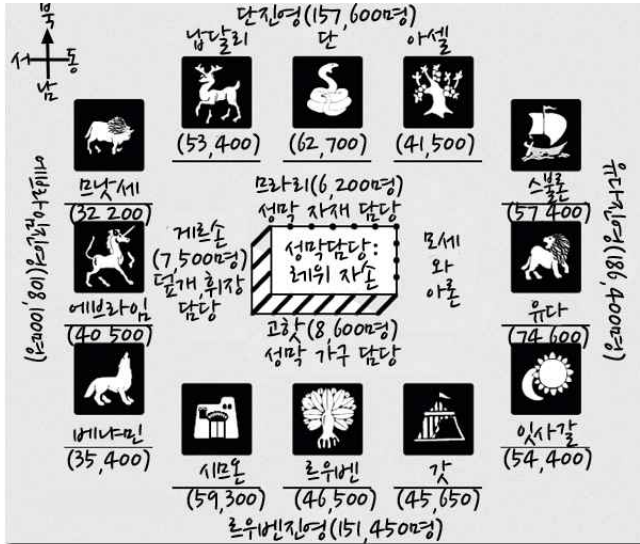 단진영(157,600명)
북
서 동
남
납달리
단
아셀
(53,400)
(62,700)
(41,500)
므낫세
(32 200)
에브라임
(40 500)
베냐민
(35,400)
에브라임진영(108,100명)
므라리(6,200명)
성막 자재 담당
게르손
(7,500명)
덮개,휘장
담당
성막담당:
레위 자손
모세
와
아론
고핫(8,600명)
성막 가구 담당
스불론
(57 400)
유다
(74 600)
잇사갈
(54,400)
유다진영(186,400명)
시므온
르우벤
갓
(59,300)
(46,500)
(45,650)
르우벤진영(151,450명)